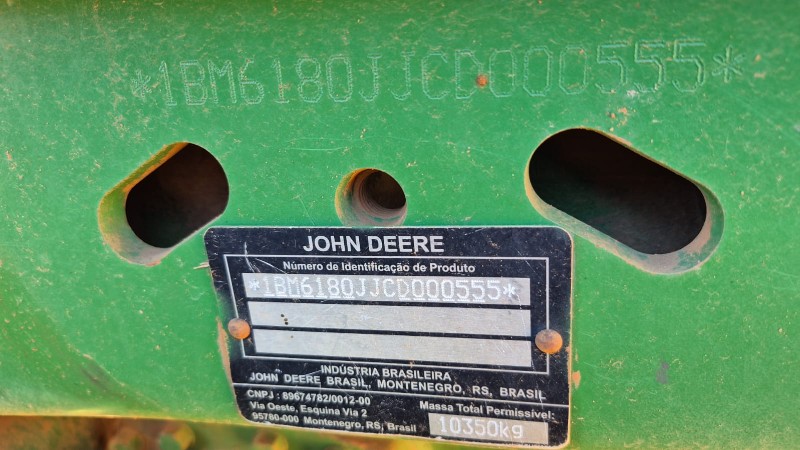 *1BM6180JJCD000555*
JOHN DEERE
Número de Identificação de Produto
*1BM6180JJCD000555*
INDÚSTRIA BRASILEIRA
JOHN DEERE BRASIL, MONTENEGRO, RS, BRASIL
CNPJ : 89674782/0012-00
Via Oeste, Esquina Via 2
95780-000 Montenegro, RS, Brasil
Massa Total Permissível:
10350kg